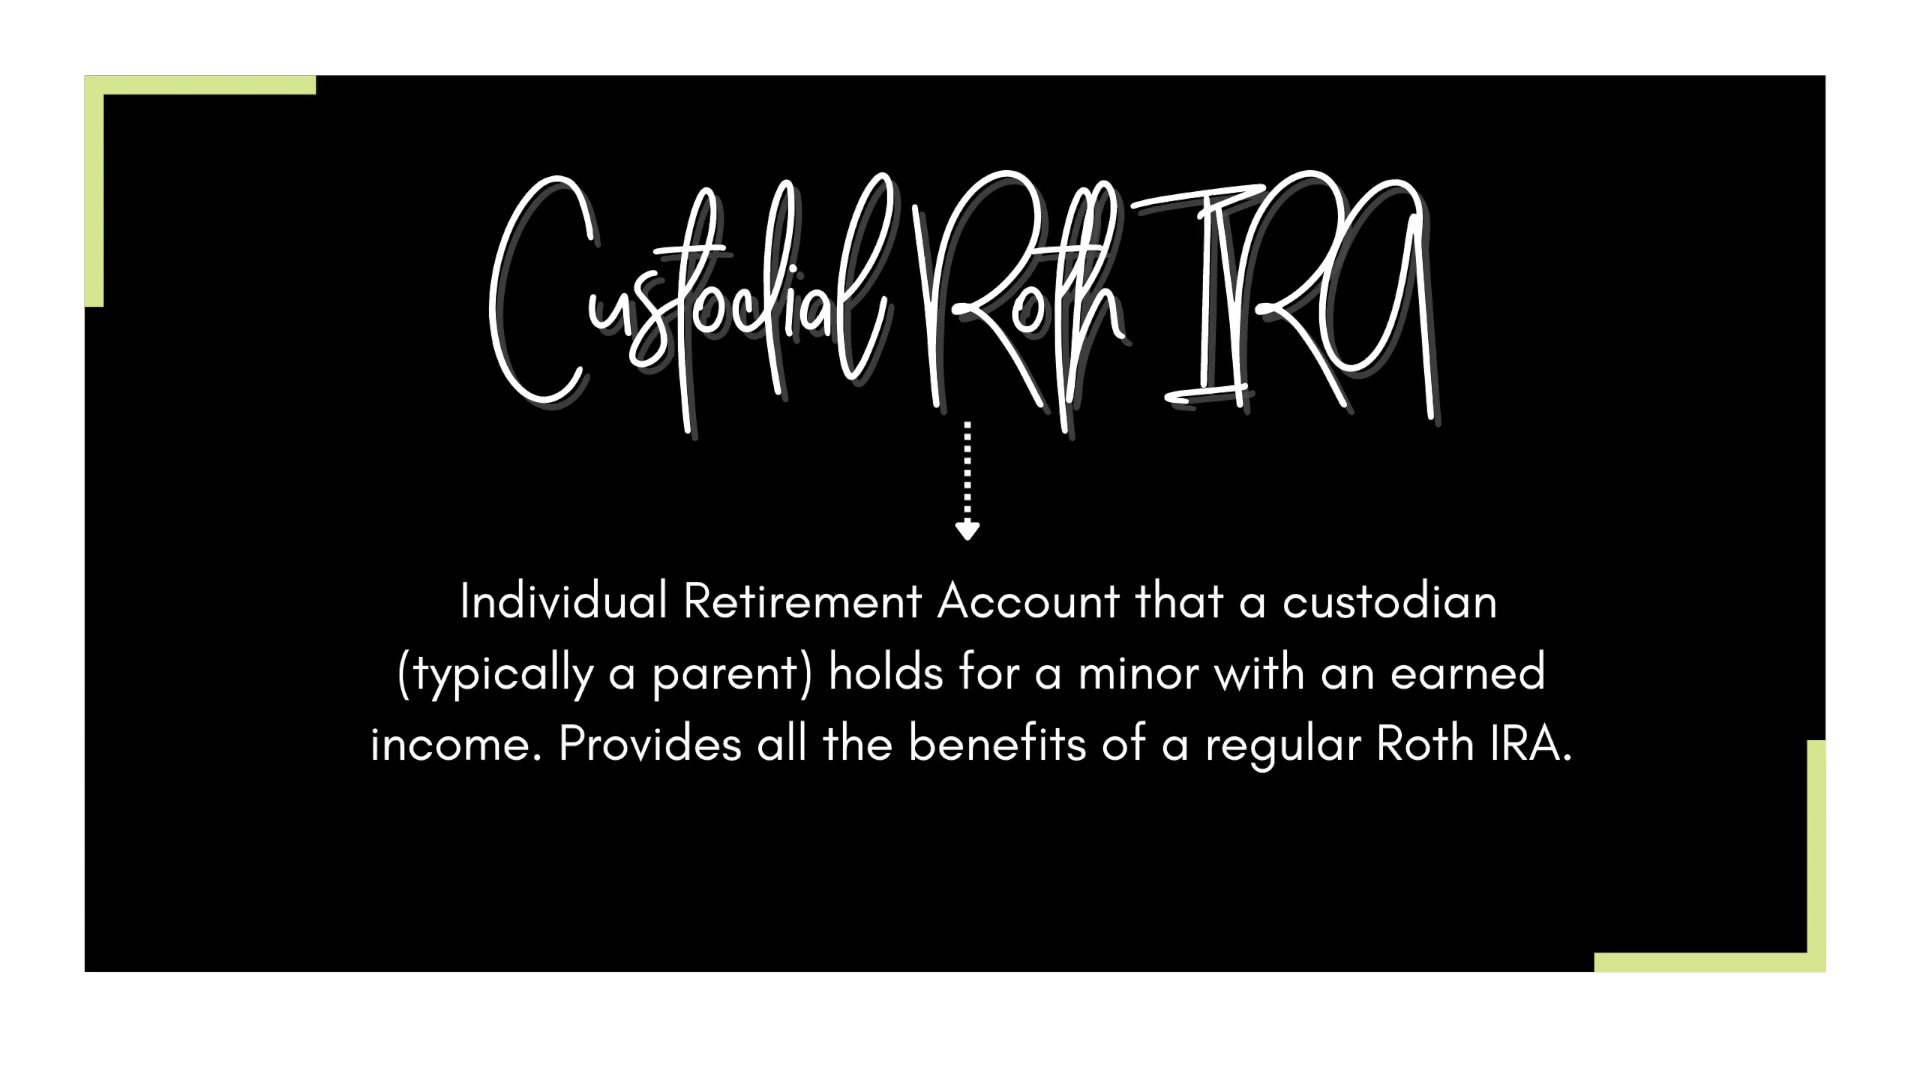 Custodial Roth IRA
Individual Retirement Account that a custodian
(typically a parent) holds for a minor with an earned
income. Provides all the benefits of a regular Roth IRA.